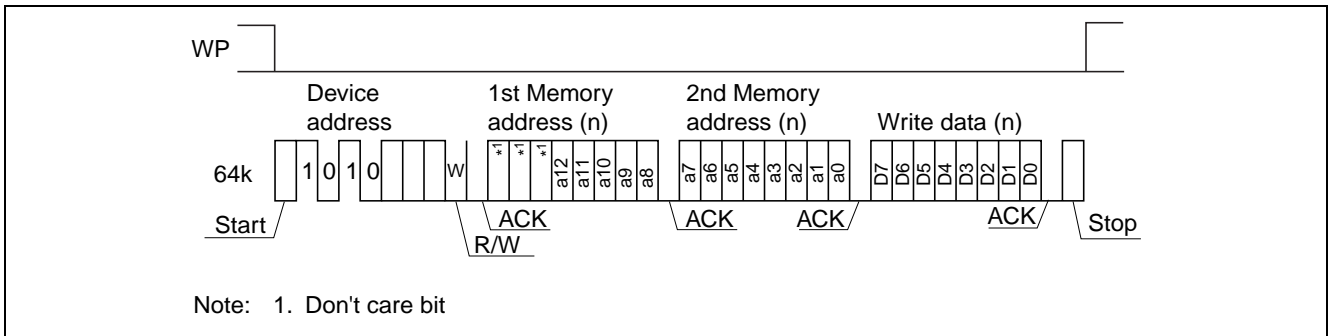 WP
Device address
1st Memory address (n)
2nd Memory address (n)
Write data (n)
64k
1 0 1 0 W *1 *1 *1 a12 a11 a10 a9 a8 a7 a6 a5 a4 a3 a2 a1 a0 D7 D6 D5 D4 D3 D2 D1 D0
Start
ACK
ACK
ACK
ACK
Stop
R/W
Note: 1. Don't care bit